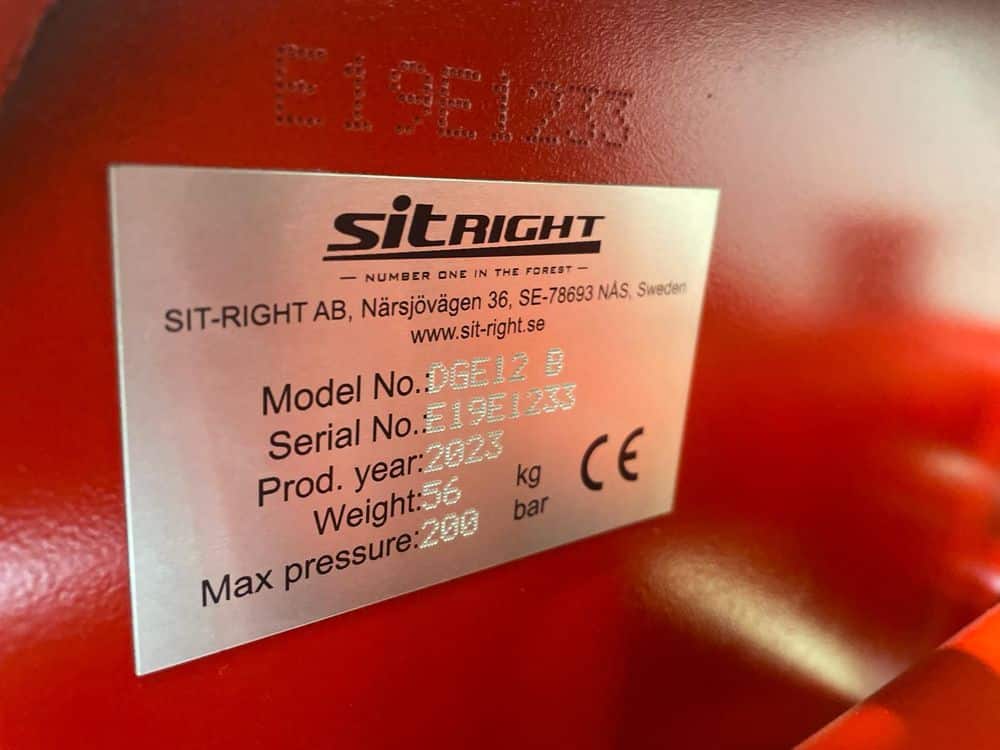 E19E1233
sitRIGHT
— NUMBER ONE IN THE FOREST —
SIT-RIGHT AB, Närsjövägen 36, SE-78693 NÅS, Sweden
www.sit-right.se
Model No.:DGE12 B
Serial No.:E19E1233
Prod. year:2023
Weight:56 kg
Max pressure:200 bar
CE